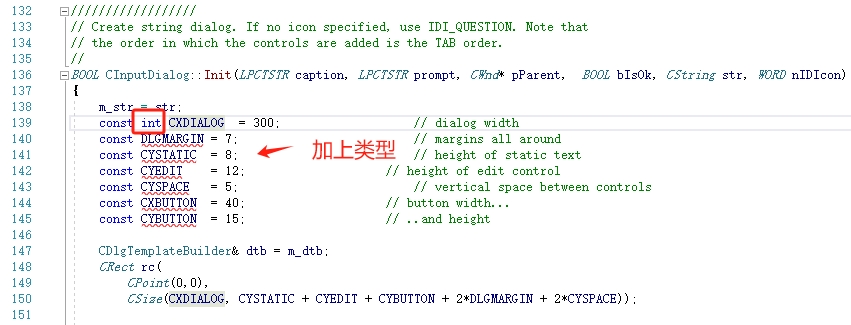 132 //////////////////
133 // Create string dialog. If no icon specified, use IDI_QUESTION. Note that
134 // the order in which the controls are added is the TAB order.
135 //
136 BOOL CInputDialog::Init(LPCTSTR caption, LPCTSTR prompt, CWnd* pParent, BOOL bIsOk, CString str, WORD nIDIcon)
137 {
138 m_str = str;
139 const int CXDIALOG = 300; // dialog width
140 const DLGMARGIN = 7; // margins all around
141 const CYSTATIC = 8; 加上类型 // height of static text
142 const CYEDIT = 12; // height of edit control
143 const CYSPACE = 5; // vertical space between controls
144 const CXBUTTON = 40; // button width...
145 const CYBUTTON = 15; // ..and height
146
147 CDlgTemplateBuilder& dtb = m_dtb;
148 CRect rc(
149 CPoint(0,0),
150 CSize(CXDIALOG, CYSTATIC + CYEDIT + CYBUTTON + 2*DLGMARGIN + 2*CYSPACE));
151